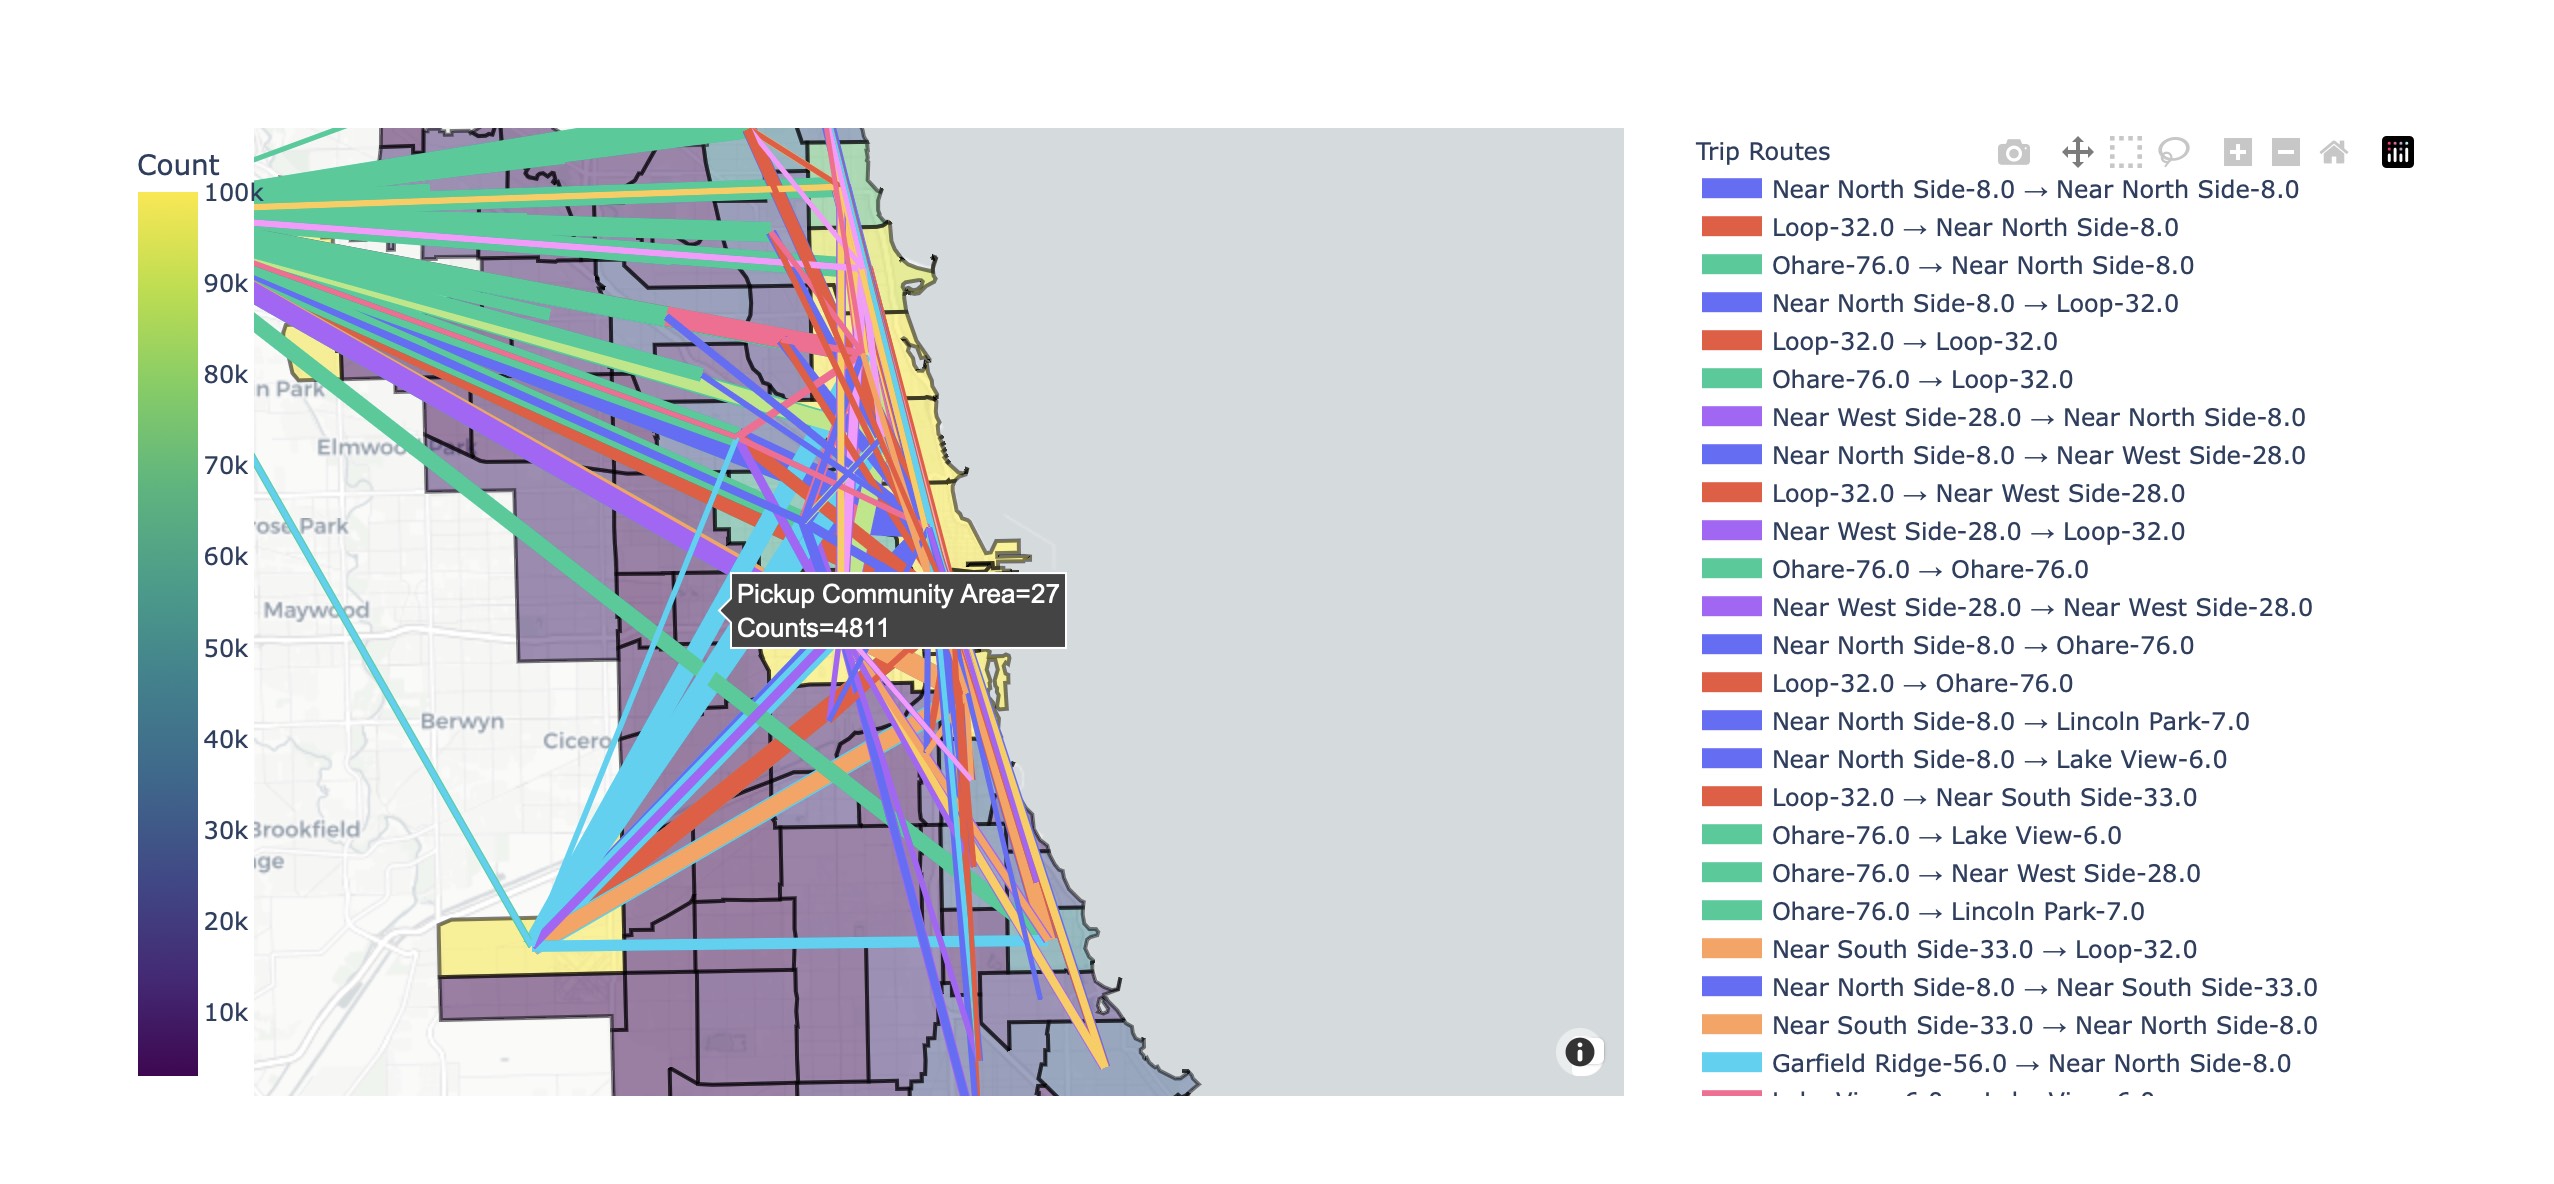 Count
100k
90k
80k
70k
60k
50k
40k
30k
20k
10k
n Park
Elmwood Park
rose Park
Maywood
Berwyn
Cicero
Brookfield
Pickup Community Area=27
Counts=4811
Trip Routes
Near North Side-8.0 → Near North Side-8.0
Loop-32.0 → Near North Side-8.0
Ohare-76.0 → Near North Side-8.0
Near North Side-8.0 → Loop-32.0
Loop-32.0 → Loop-32.0
Ohare-76.0 → Loop-32.0
Near West Side-28.0 → Near North Side-8.0
Near North Side-8.0 → Near West Side-28.0
Loop-32.0 → Near West Side-28.0
Near West Side-28.0 → Loop-32.0
Ohare-76.0 → Ohare-76.0
Near West Side-28.0 → Near West Side-28.0
Near North Side-8.0 → Ohare-76.0
Loop-32.0 → Ohare-76.0
Near North Side-8.0 → Lincoln Park-7.0
Near North Side-8.0 → Lake View-6.0
Loop-32.0 → Near South Side-33.0
Ohare-76.0 → Lake View-6.0
Ohare-76.0 → Near West Side-28.0
Ohare-76.0 → Lincoln Park-7.0
Near South Side-33.0 → Loop-32.0
Near North Side-8.0 → Near South Side-33.0
Near South Side-33.0 → Near North Side-8.0
Garfield Ridge-56.0 → Near North Side-8.0